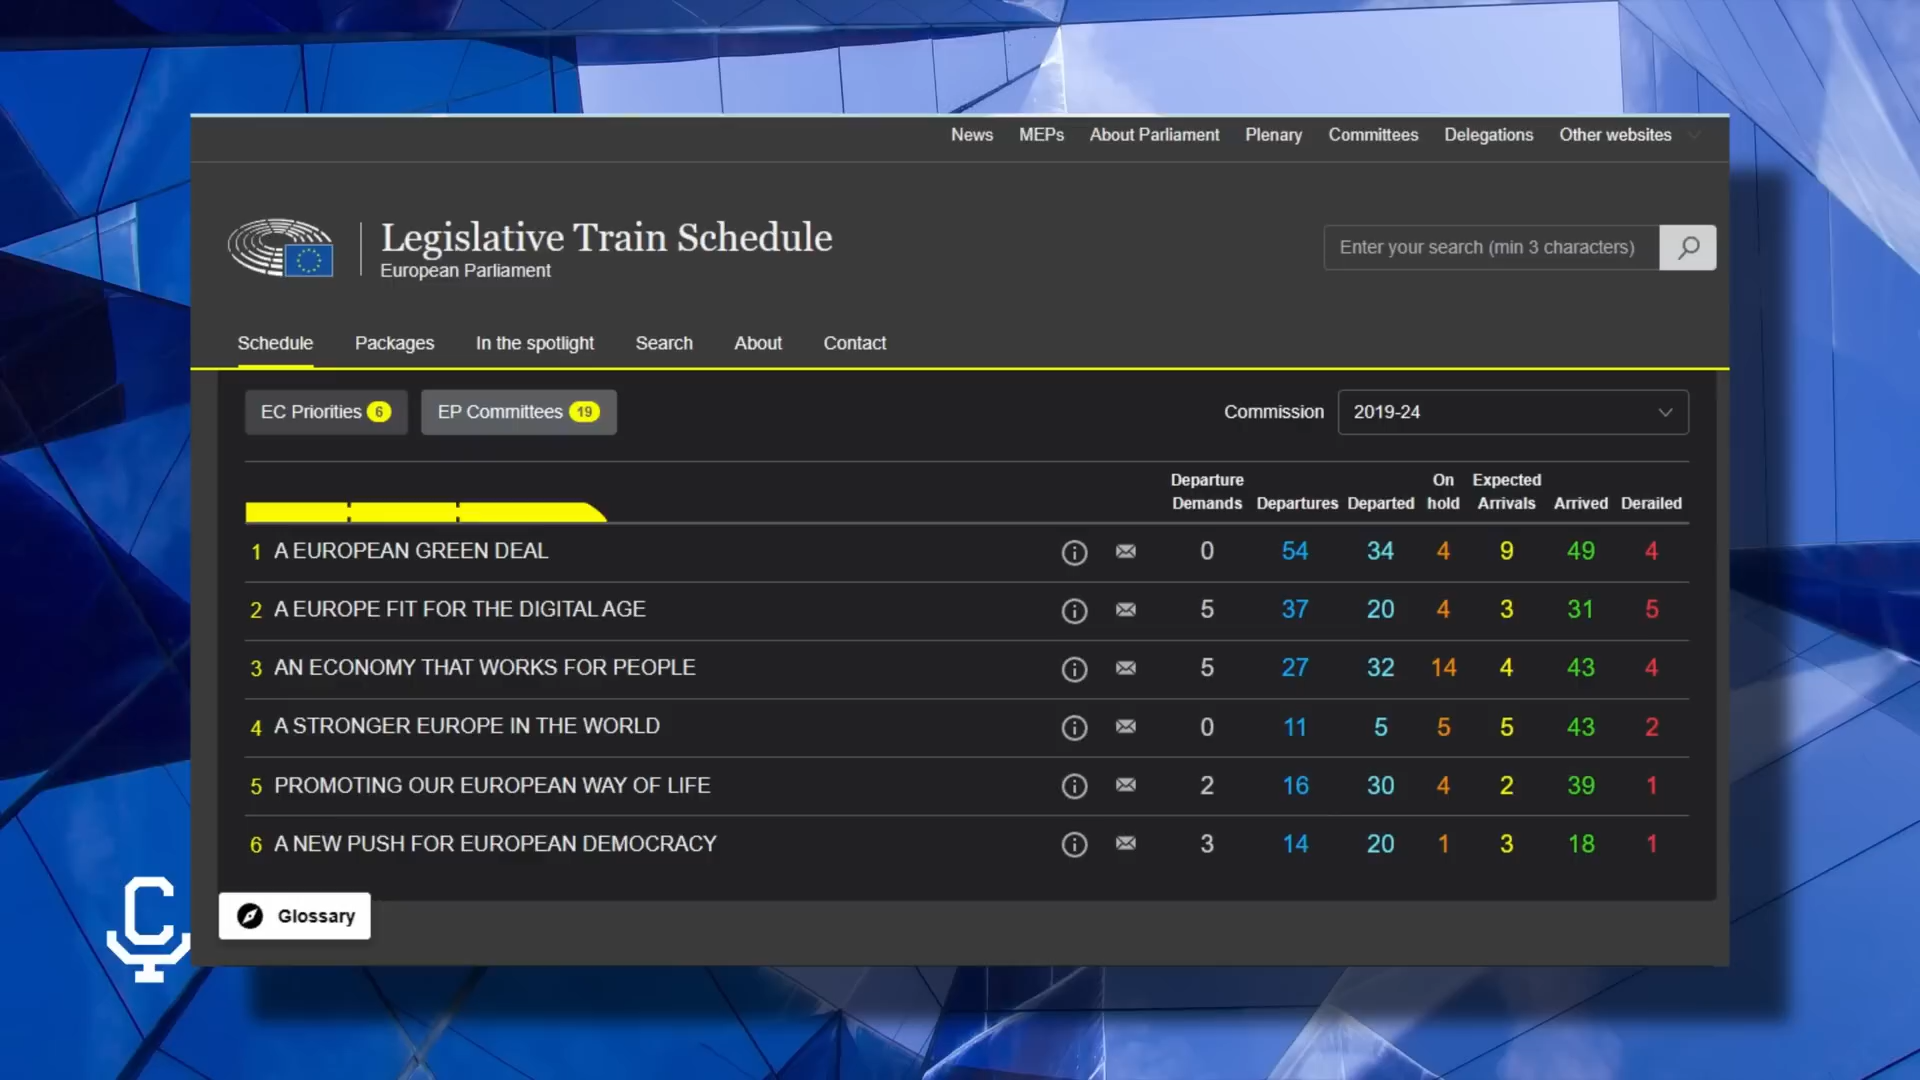 News MEPs About Parliament Plenary Committees Delegations Other websites
Legislative Train Schedule
European Parliament
Enter your search (min 3 characters)
Schedule Packages In the spotlight Search About Contact
EC Priorities 6 EP Committees 19 Commission 2019-24
Departure Demands Departures Departed On hold Expected Arrivals Arrived Derailed
1 A EUROPEAN GREEN DEAL 0 54 34 4 9 49 4
2 A EUROPE FIT FOR THE DIGITAL AGE 5 37 20 4 3 31 5
3 AN ECONOMY THAT WORKS FOR PEOPLE 5 27 32 14 4 43 4
4 A STRONGER EUROPE IN THE WORLD 0 11 5 5 5 43 2
5 PROMOTING OUR EUROPEAN WAY OF LIFE 2 16 30 4 2 39 1
6 A NEW PUSH FOR EUROPEAN DEMOCRACY 3 14 20 1 3 18 1
Glossary